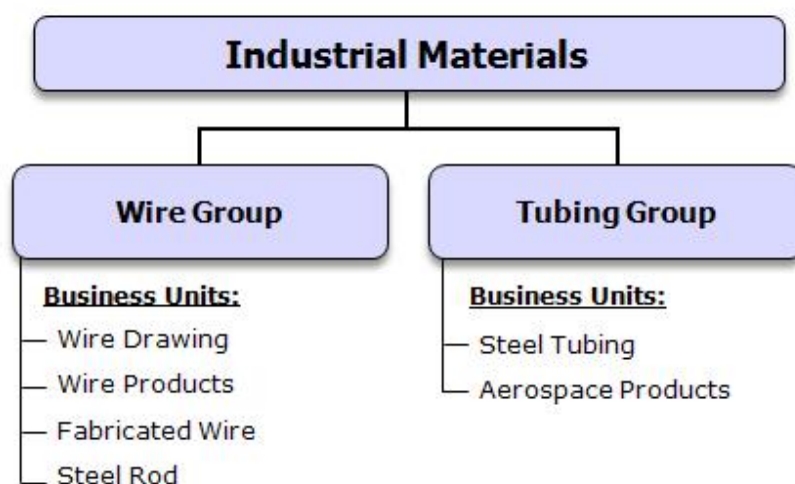 Industrial Materials
Wire Group
Business Units:
Wire Drawing
Wire Products
Fabricated Wire
Steel Rod
Tubing Group
Business Units:
Steel Tubing
Aerospace Products